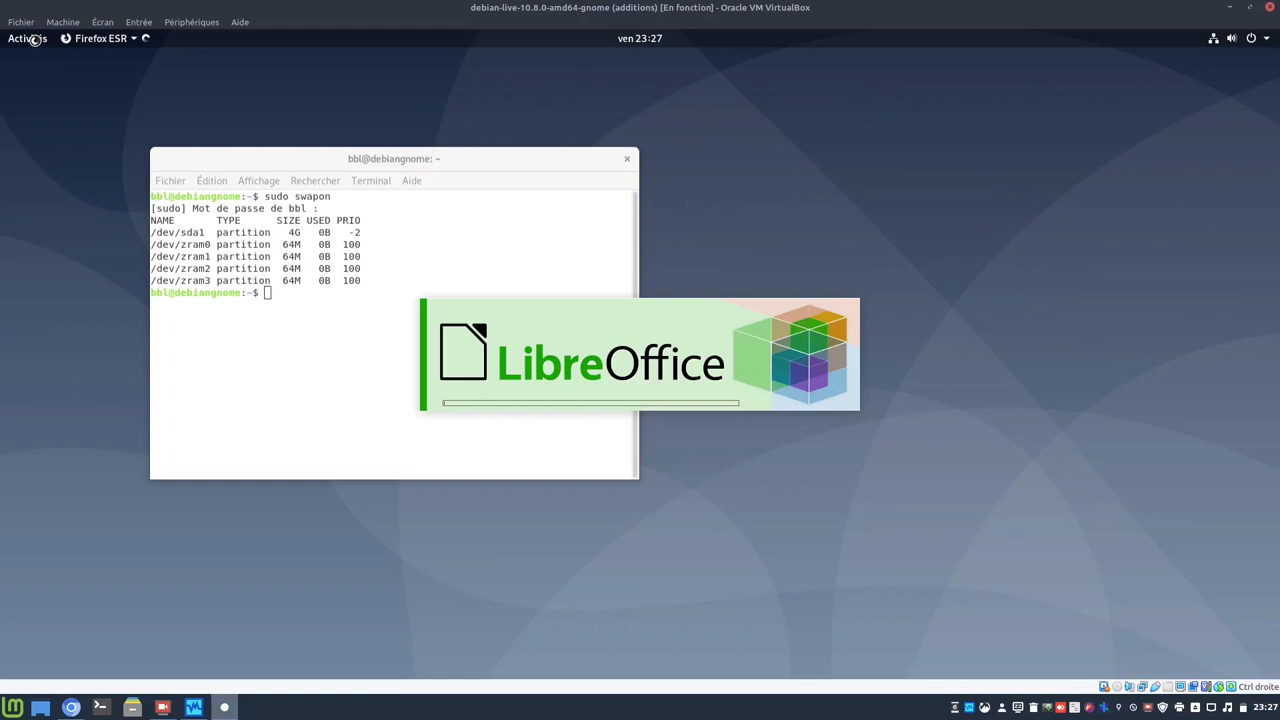 debian-live-10.8.0-amd64-gnome (additions) [En fonction] - Oracle VM VirtualBox
Fichier Machine Écran Entrée Périphériques Aide
Firefox ESR
ven 23:27
bbl@debiangnome: ~
Fichier Édition Affichage Rechercher Terminal Aide
bbl@debiangnome:~$ sudo swapon
[sudo] Mot de passe de bbl :
NAME TYPE SIZE USED PRIO
/dev/sda1 partition 4G 0B -2
/dev/zram0 partition 64M 0B 100
/dev/zram1 partition 64M 0B 100
/dev/zram2 partition 64M 0B 100
/dev/zram3 partition 64M 0B 100
bbl@debiangnome:~$
LibreOffice
Ctrl droite
23:27